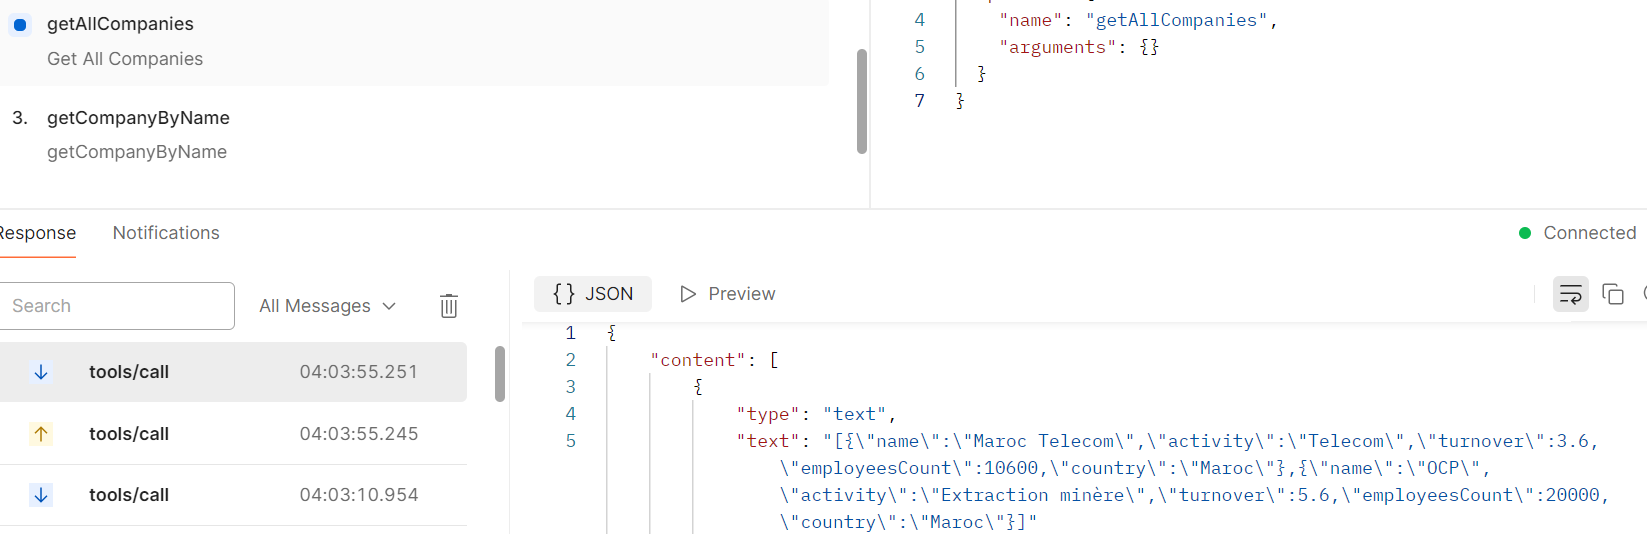 getAllCompanies
Get All Companies
3. getCompanyByName
getCompanyByName
4 "name": "getAllCompanies",
5 "arguments": {}
6 }
7 }
Response
Notifications
Connected
Search
All Messages
{} JSON
Preview
tools/call 04:03:55.251
tools/call 04:03:55.245
tools/call 04:03:10.954
1 {
2 "content": [
3 {
4 "type": "text",
5 "text": "[{\"name\":\"Maroc Telecom\",\"activity\":\"Telecom\",\"turnover\":3.6,
\"employeesCount\":10600,\"country\":\"Maroc\"},{\"name\":\"OCP\",
\"activity\":\"Extraction minère\",\"turnover\":5.6,\"employeesCount\":20000,
\"country\":\"Maroc\"}]"